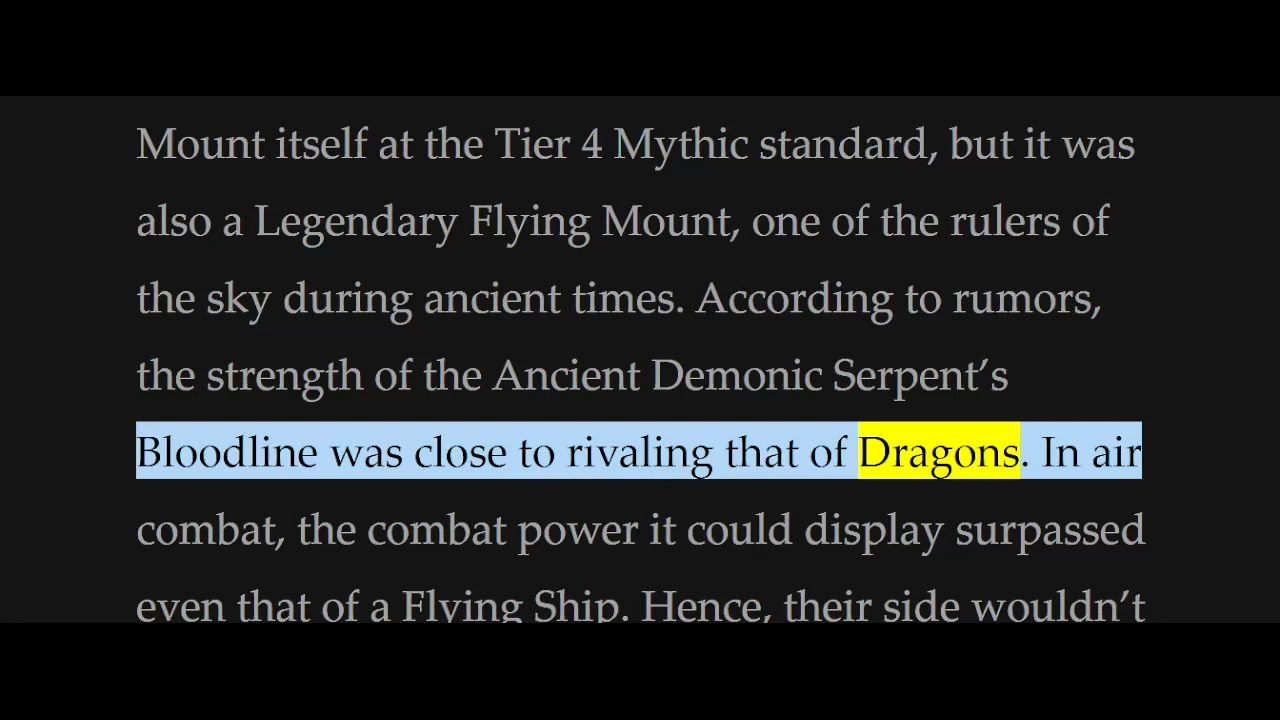 Mount itself at the Tier 4 Mythic standard, but it was
also a Legendary Flying Mount, one of the rulers of
the sky during ancient times. According to rumors,
the strength of the Ancient Demonic Serpent’s
Bloodline was close to rivaling that of Dragons. In air
combat, the combat power it could display surpassed
even that of a Flying Ship. Hence, their side wouldn’t